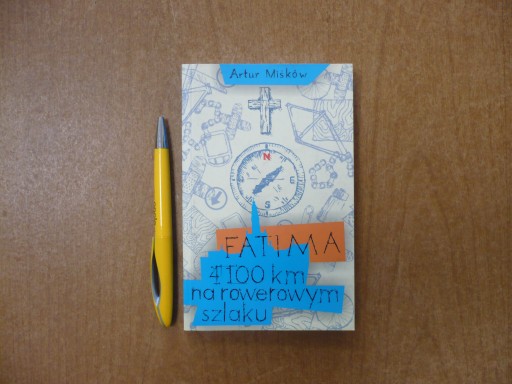 Artur Misków
N
E
S
FATIMA
4100 km
na rowerowym
szlaku